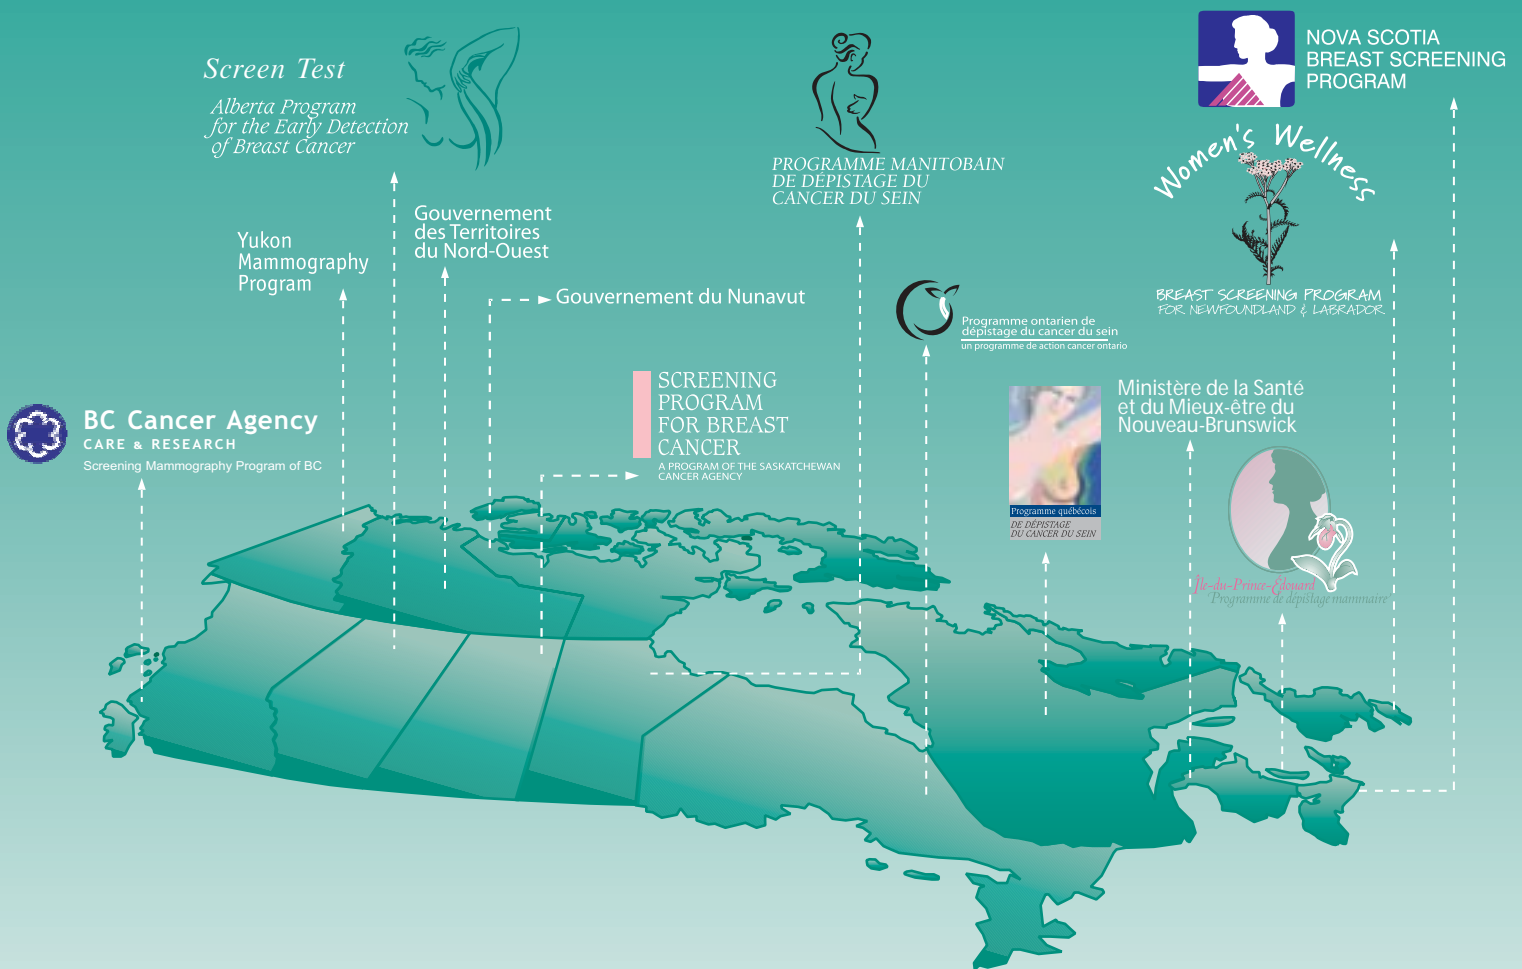 Screen Test
Alberta Program
for the Early Detection
of Breast Cancer
PROGRAMME MANITOBAIN
DE DÉPISTAGE DU
CANCER DU SEIN
NOVA SCOTIA
BREAST SCREENING
PROGRAM
Women's Wellness
BREAST SCREENING PROGRAM
FOR NEWFOUNDLAND & LABRADOR
Yukon
Mammography
Program
Gouvernement
des Territoires
du Nord-Ouest
Gouvernement du Nunavut
Programme ontarien de
dépistage du cancer du sein
un programme de action cancer ontario
BC Cancer Agency
CARE & RESEARCH
Screening Mammography Program of BC
SCREENING
PROGRAM
FOR BREAST
CANCER
A PROGRAM OF THE SASKATCHEWAN
CANCER AGENCY
Programme québécois
DE DÉPISTAGE
DU CANCER DU SEIN
Ministère de la Santé
et du Mieux-être du
Nouveau-Brunswick
Île-du-Prince-Édouard
"Programme de dépistage mammaire"